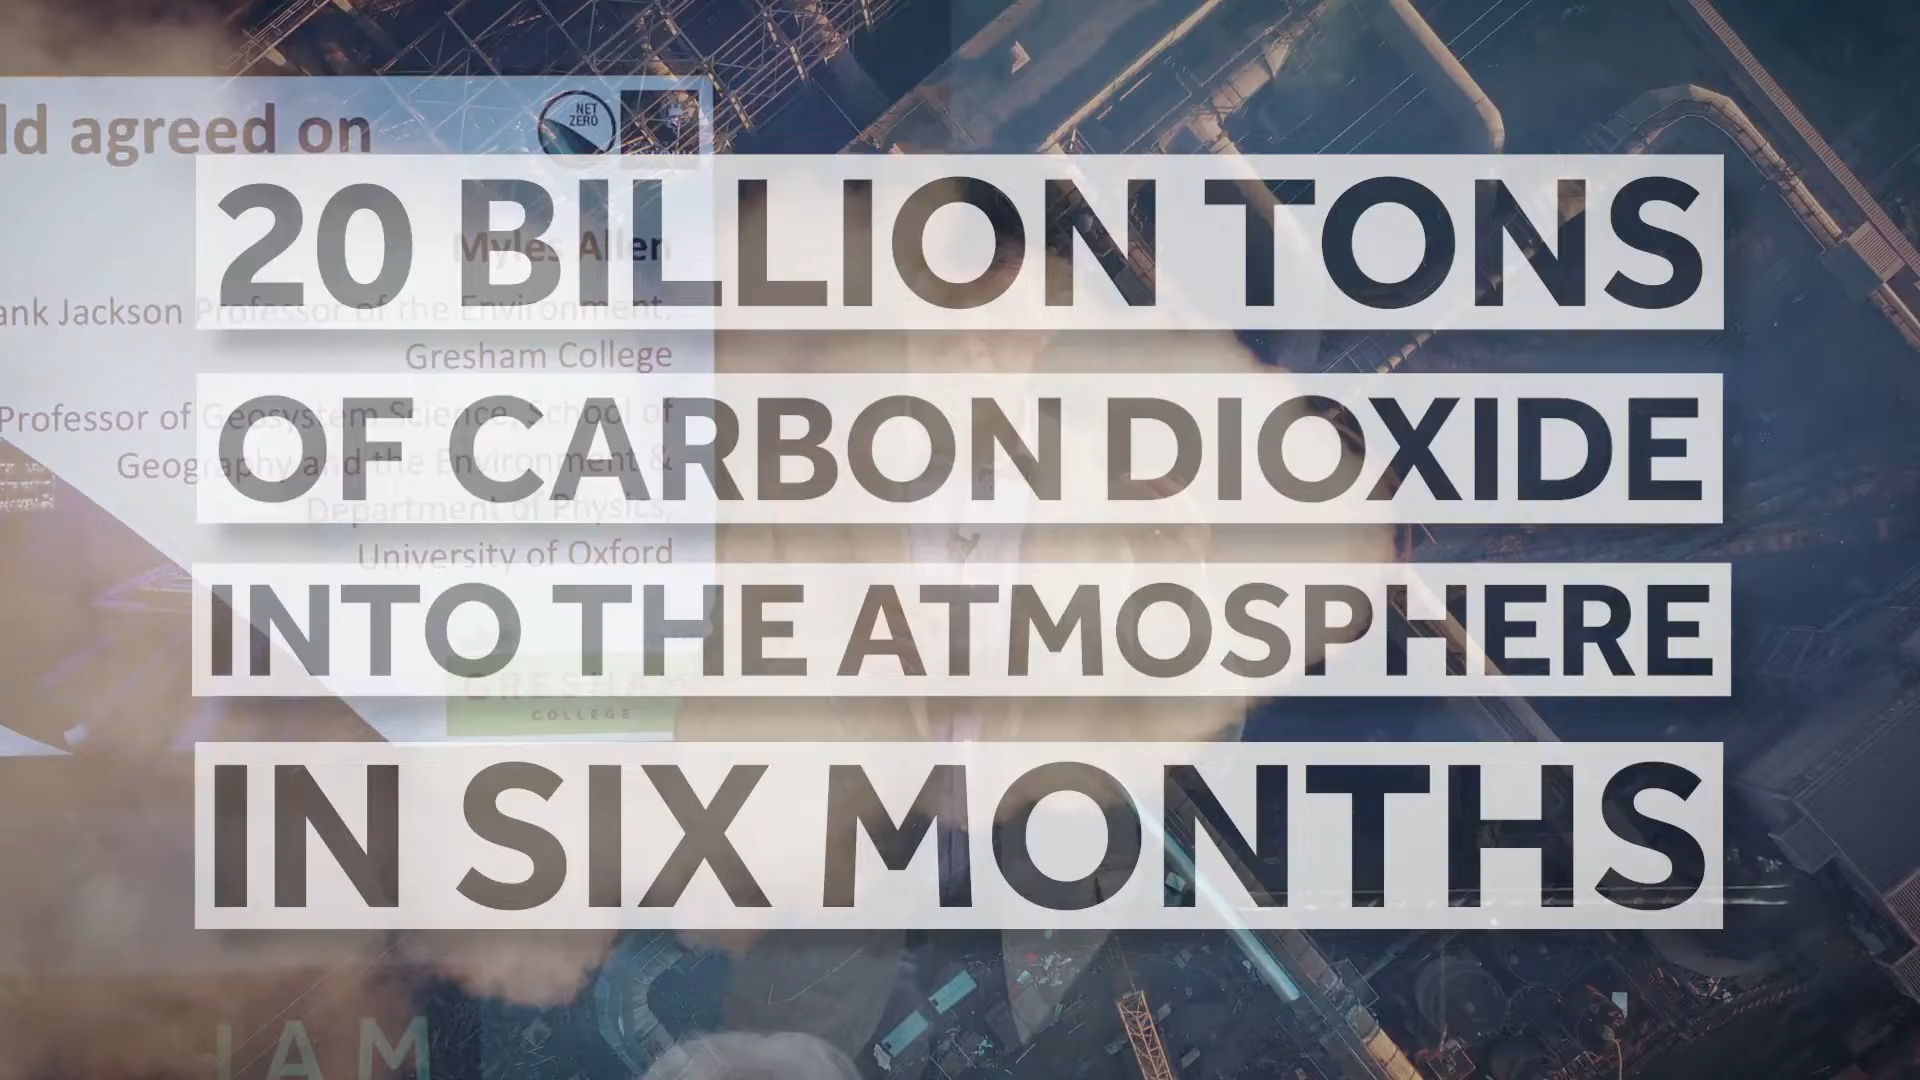 ld agreed on
NET
ZERO
20 BILLION TONS
Myles Allen
ank Jackson Professor of the Environment,
Gresham College
OF CARBON DIOXIDE
Professor of Geosystem Science, School of
Geography and the Environment &
Department of Physics,
University of Oxford
INTO THE ATMOSPHERE
GRESHAM
COLLEGE
IN SIX MONTHS
HAM